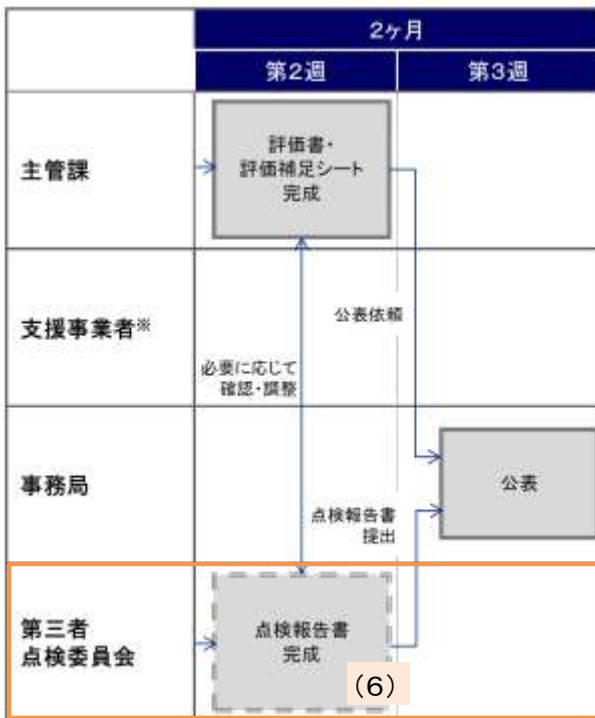 2ヶ月
第2週
第3週
主管課
評価書・
評価補足シート
完成
支援事業者※
公表依頼
必要に応じて
確認・調整
事務局
公表
点検報告書
提出
第三者
点検委員会
点検報告書
完成
(6)